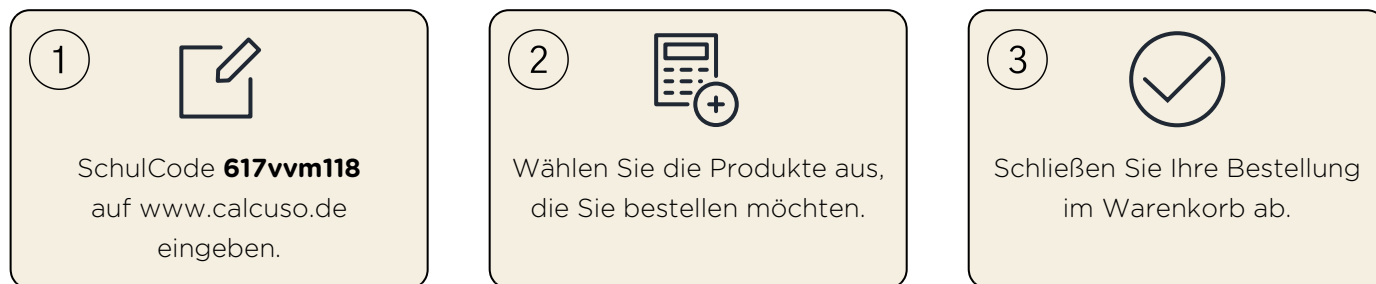 1
SchulCode 617vvm118
auf www.calcuso.de
eingeben.
2
Wählen Sie die Produkte aus,
die Sie bestellen möchten.
3
Schließen Sie Ihre Bestellung
im Warenkorb ab.